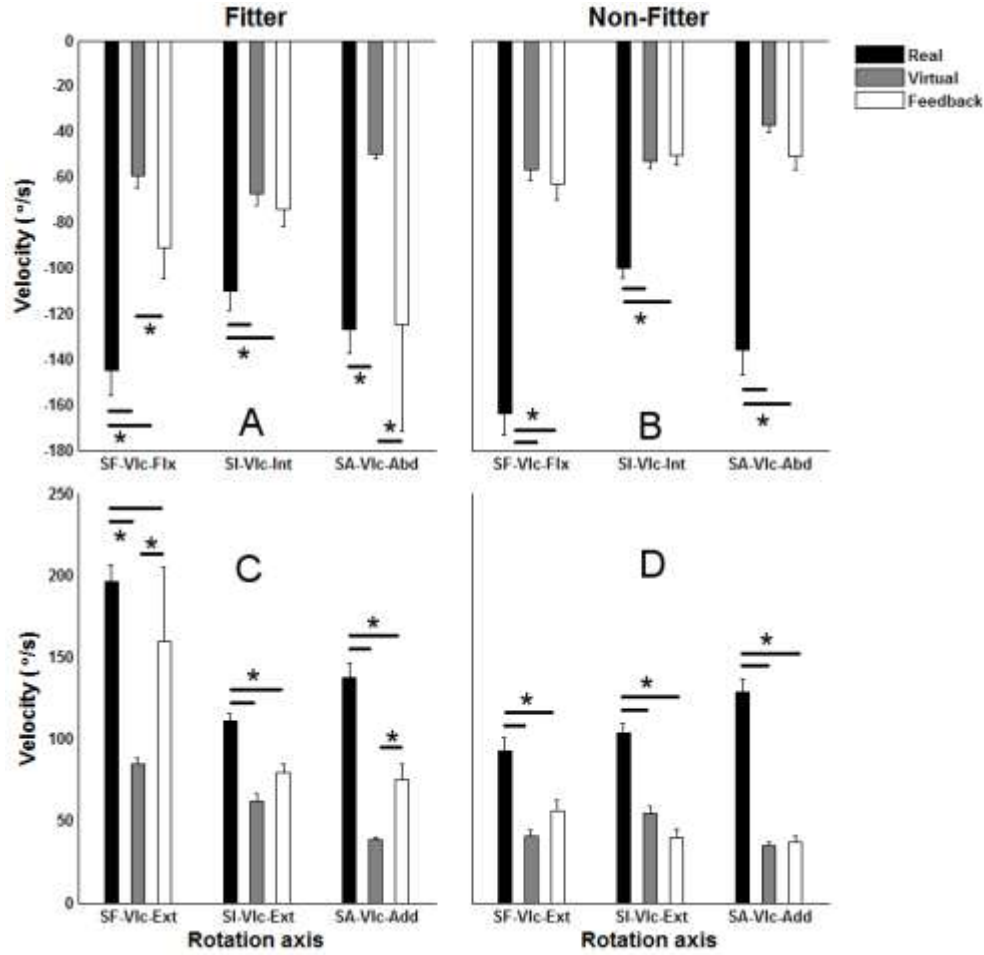 Fitter
Non-Fitter
Real
Virtual
Feedback
Velocity ( °/s)
0
-20
-40
-60
-80
-100
-120
-140
-160
-180
* * * * * *
A
SF-Vlc-Flx SI-Vlc-Int SA-Vlc-Abd
* * *
B
SF-Vlc-Flx SI-Vlc-Int SA-Vlc-Abd
Velocity ( °/s)
250
200
150
100
50
0
* * * * *
C
SF-Vlc-Ext SI-Vlc-Ext SA-Vlc-Add
Rotation axis
* * *
D
SF-Vlc-Ext SI-Vlc-Ext SA-Vlc-Add
Rotation axis